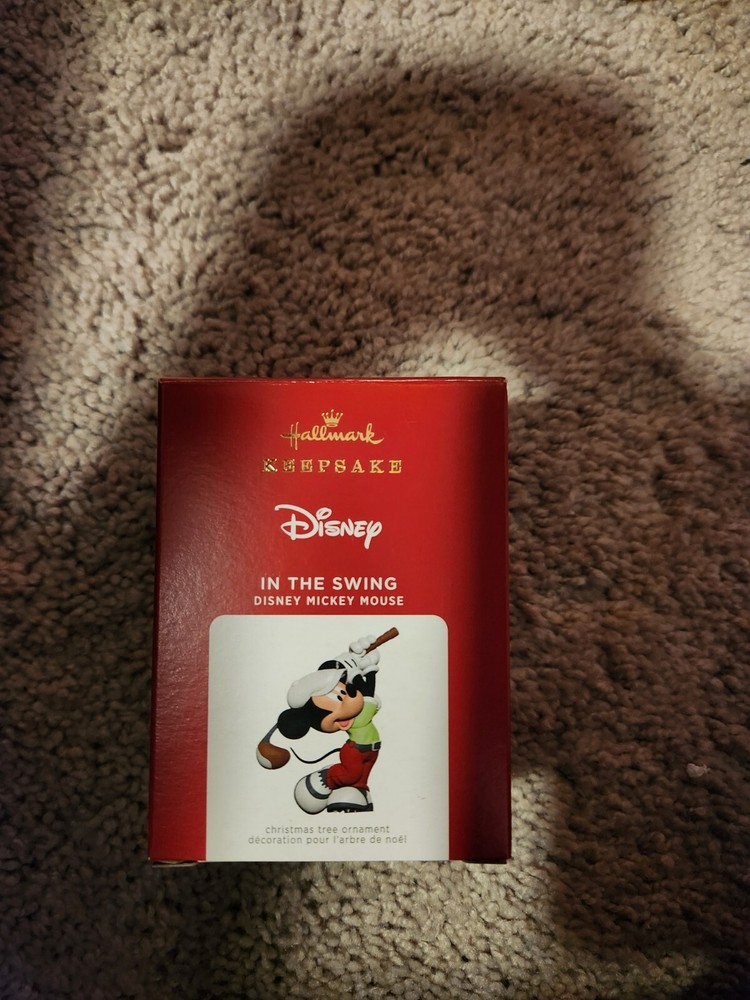 Hallmark
KEEPSAKE
Disney
IN THE SWING
DISNEY MICKEY MOUSE
christmas tree ornament
décoration pour l'arbre de noël